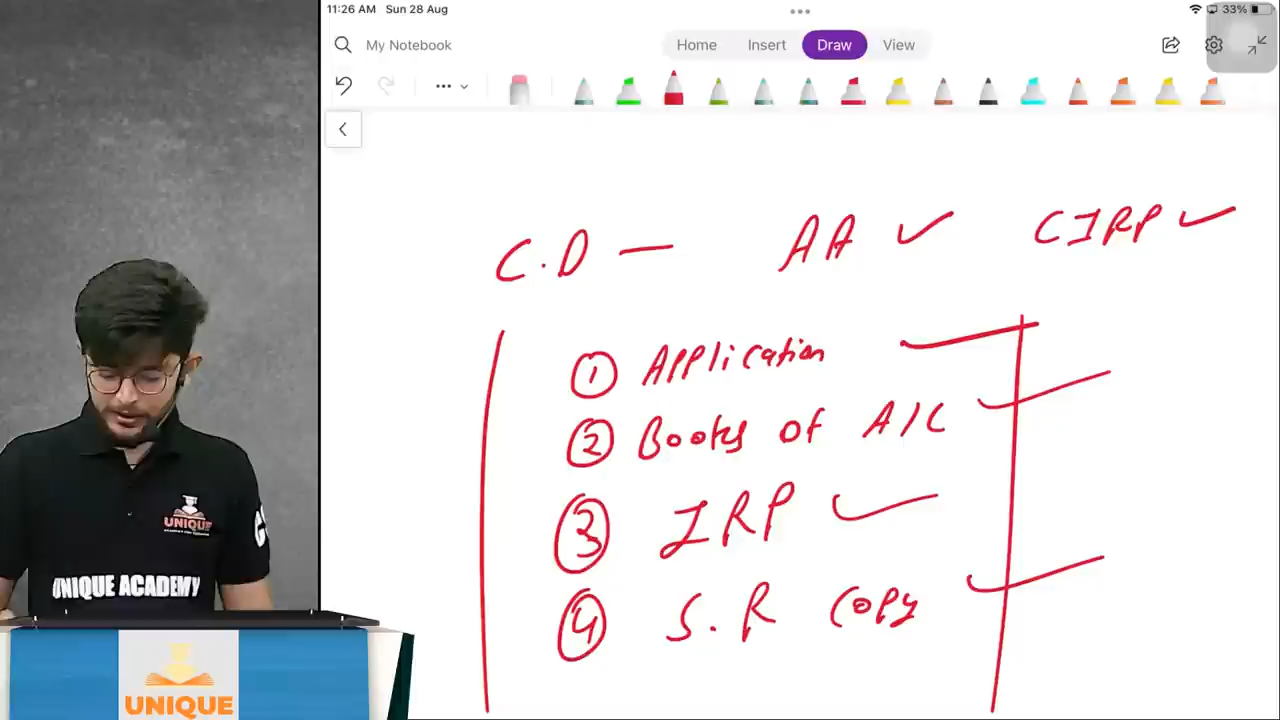 11:26 AM Sun 28 Aug
33%
My Notebook
Home Insert Draw View
C.D — AA ✓ CIRP ✓
① Application
② Books of A/C
③ IRP ✓
④ S.R Copy
UNIQUE
UNIQUE ACADEMY
UNIQUE